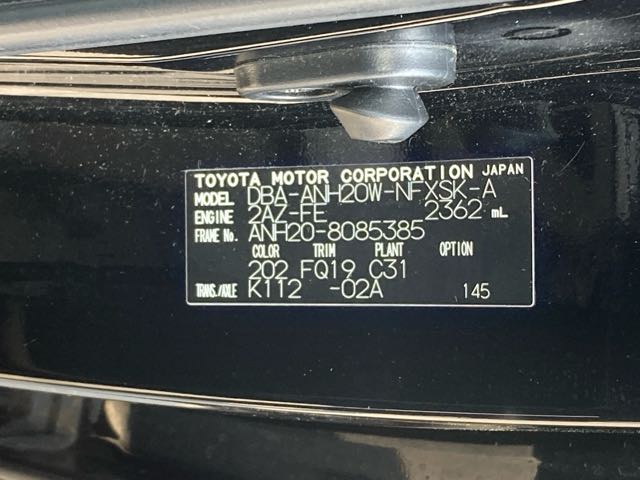 TOYOTA MOTOR CORPORATION JAPAN
MODEL DBA-ANH20W-NFXSK-A
ENGINE 2AZ-FE 2362 mL
FRAME No. ANH20-8085385
COLOR TRIM PLANT OPTION
202 FQ19 C31
TRANS./AXLE K112 -02A 145